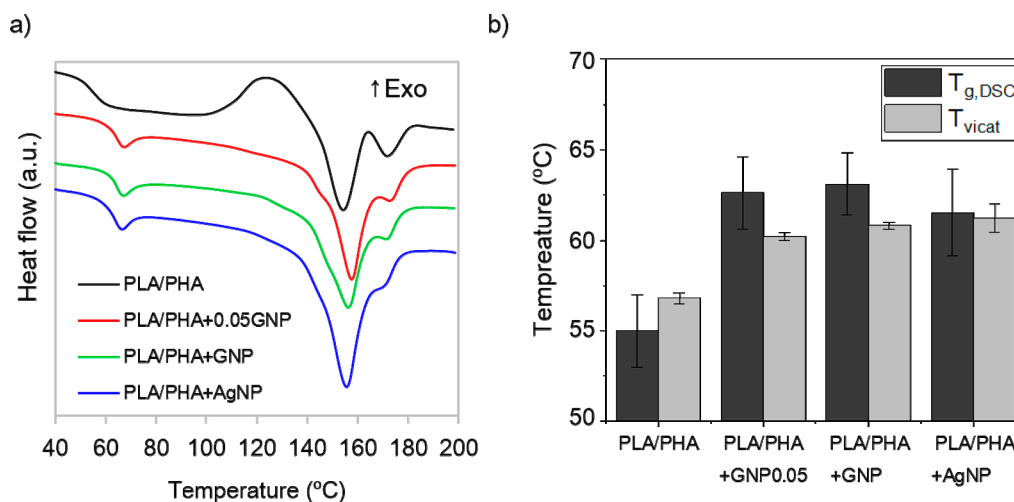 a)
↑Exo
Heat flow (a.u.)
PLA/PHA
PLA/PHA+0.05GNP
PLA/PHA+GNP
PLA/PHA+AgNP
40 60 80 100 120 140 160 180 200
Temperature (ºC)
b)
70
65
60
55
50
Tempreature (ºC)
Tg,DSC
Tvicat
PLA/PHA
PLA/PHA
+GNP0.05
PLA/PHA
+GNP
PLA/PHA
+AgNP